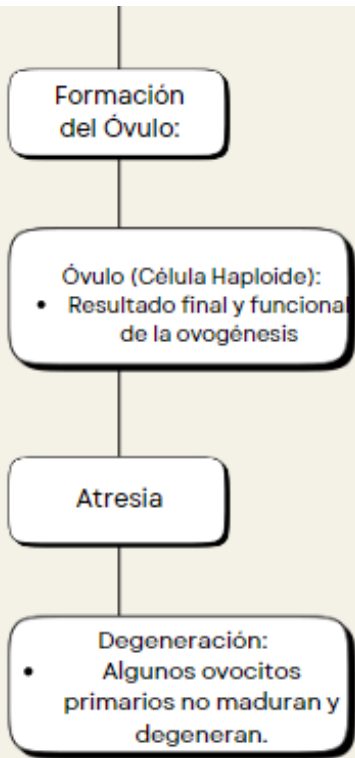 Formación
del Óvulo:
Óvulo (Célula Haploide):
• Resultado final y funcional
de la ovogénesis
Atresia
Degeneración:
• Algunos ovocitos
primarios no maduran y
degeneran.